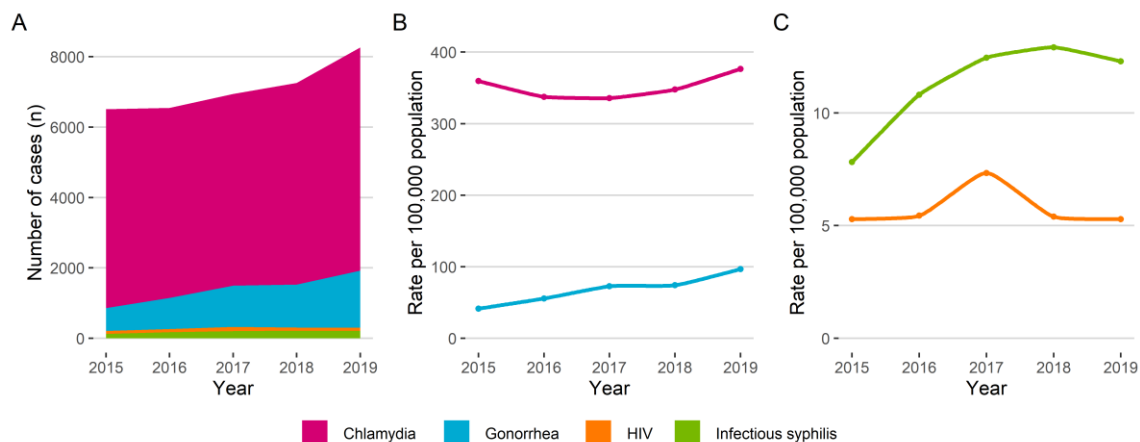 A
Number of cases (n)
8000
6000
4000
2000
0
2015 2016 2017 2018 2019
Year
B
Rate per 100,000 population
400
300
200
100
0
2015 2016 2017 2018 2019
Year
C
Rate per 100,000 population
10
5
0
2015 2016 2017 2018 2019
Year
Chlamydia Gonorrhea HIV Infectious syphilis